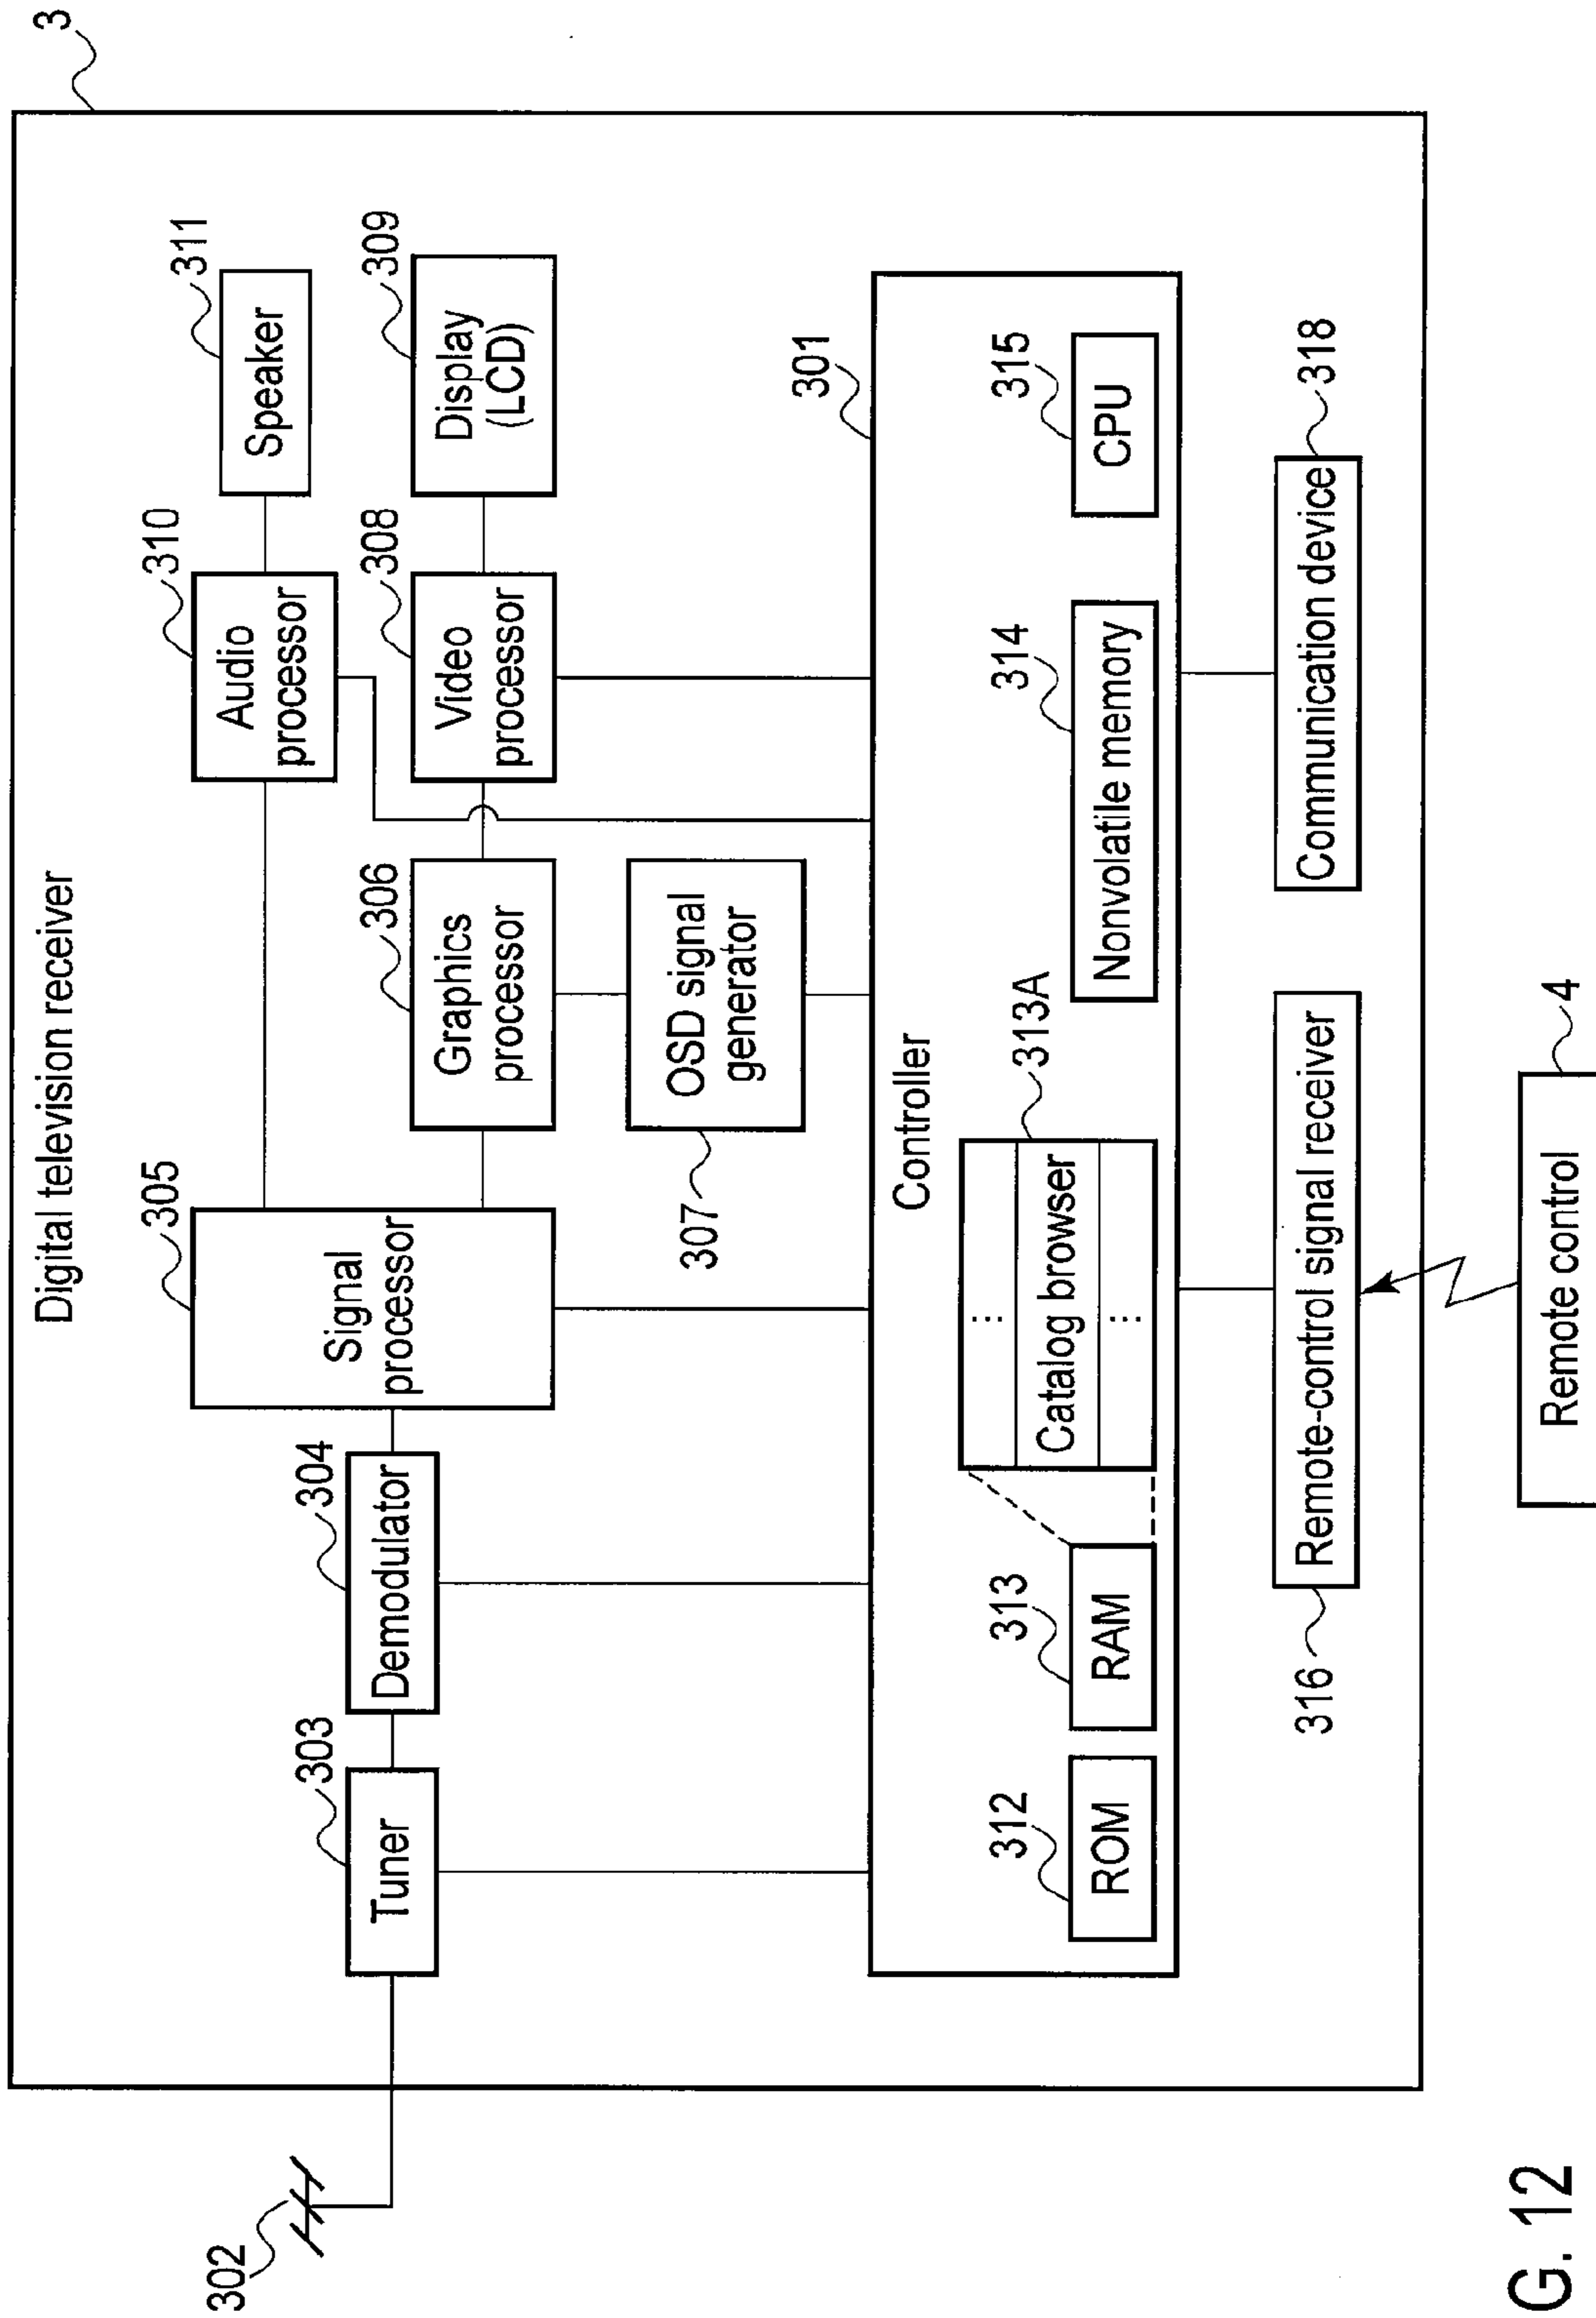 Digital television receiver
3
302
303
Tuner
304
Demodulator
305
Signal
processor
310
Audio
processor
311
Speaker
306
Graphics
processor
308
Video
processor
309
Display
(LCD)
307
OSD signal
generator
301
Controller
312
ROM
313
RAM
313A
⋮
Catalog browser
⋮
314
Nonvolatile memory
315
CPU
316
Remote-control signal receiver
318
Communication device
4
Remote control
G. 12